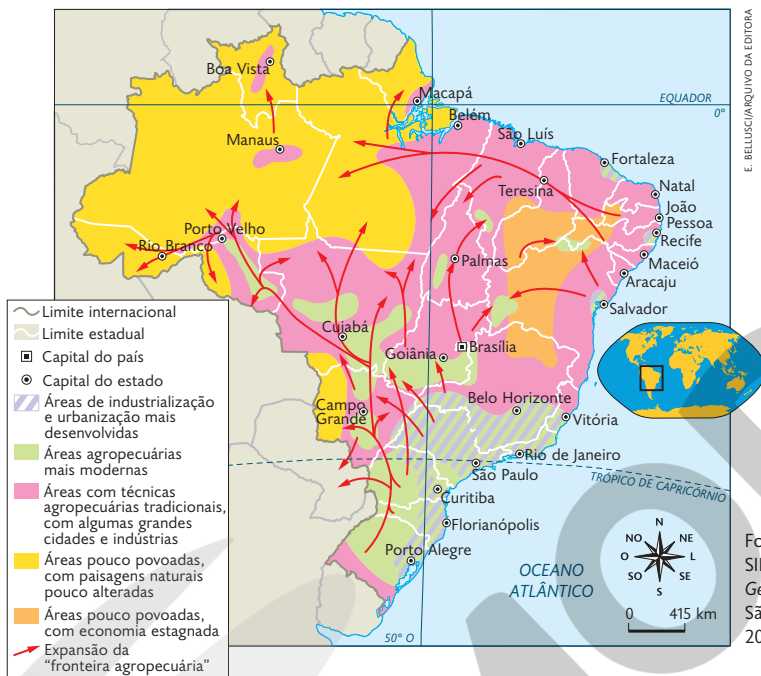 E. BELLUSCI/ARQUIVO DA EDITORA
Boa Vista
Macapá
EQUADOR
0°
Belém
São Luís
Manaus
Fortaleza
Teresina
Natal
João
Pessoa
Recife
Porto Velho
Rio Branco
Palmas
Maceió
Aracaju
Salvador
Cuiabá
Brasília
Goiânia
Campo
Grande
Belo Horizonte
Vitória
Rio de Janeiro
São Paulo
TRÓPICO DE CAPRICÓRNIO
Curitiba
Florianópolis
Porto Alegre
OCEANO
ATLÂNTICO
50° O
N
NO
NE
O
L
SO
SE
S
0 415 km
Limite internacional
Limite estadual
Capital do país
Capital do estado
Áreas de industrialização
e urbanização mais
desenvolvidas
Áreas agropecuárias
mais modernas
Áreas com técnicas
agropecuárias tradicionais,
com algumas grandes
cidades e indústrias
Áreas pouco povoadas,
com paisagens naturais
pouco alteradas
Áreas pouco povoadas,
com economia estagnada
Expansão da
“fronteira agropecuária”